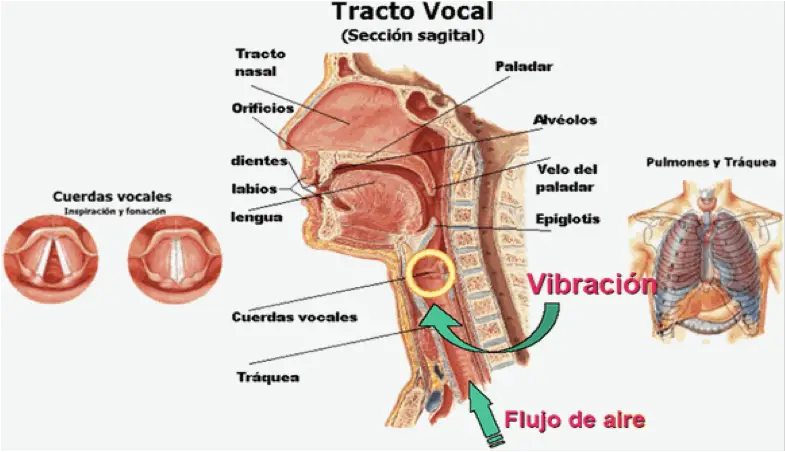 Tracto Vocal
(Sección sagital)
Tracto
nasal
Orificios
dientes
labios
lengua
Cuerdas vocales
Tráquea
Paladar
Alvéolos
Velo del
paladar
Epiglotis
Vibración
Flujo de aire
Cuerdas vocales
Inspiración y fonación
Pulmones y Tráquea